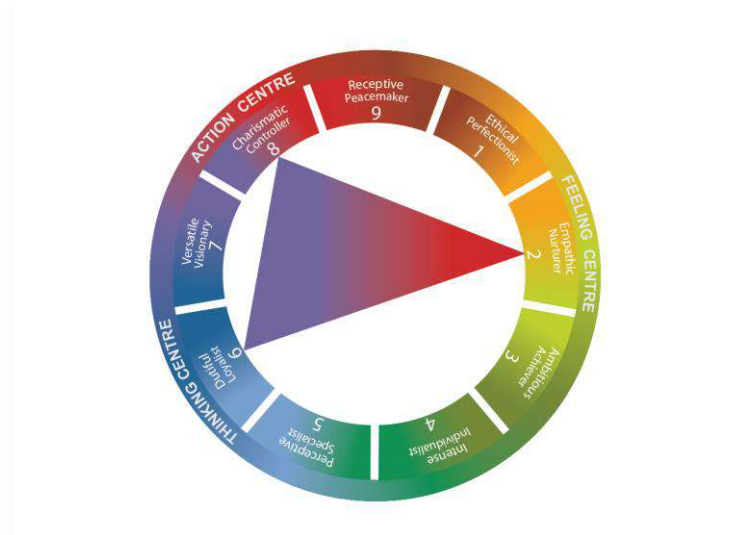 ACTION CENTRE
FEELING CENTRE
THINKING CENTRE
Receptive
Peacemaker
9
Ethical
Perfectionist
1
Empathic
Nurturer
2
Ambitious
Achiever
3
Intense
Individualist
4
Perceptive
Specialist
5
Dutiful
Loyalist
6
Versatile
Visionary
7
Charismatic
Controller
8